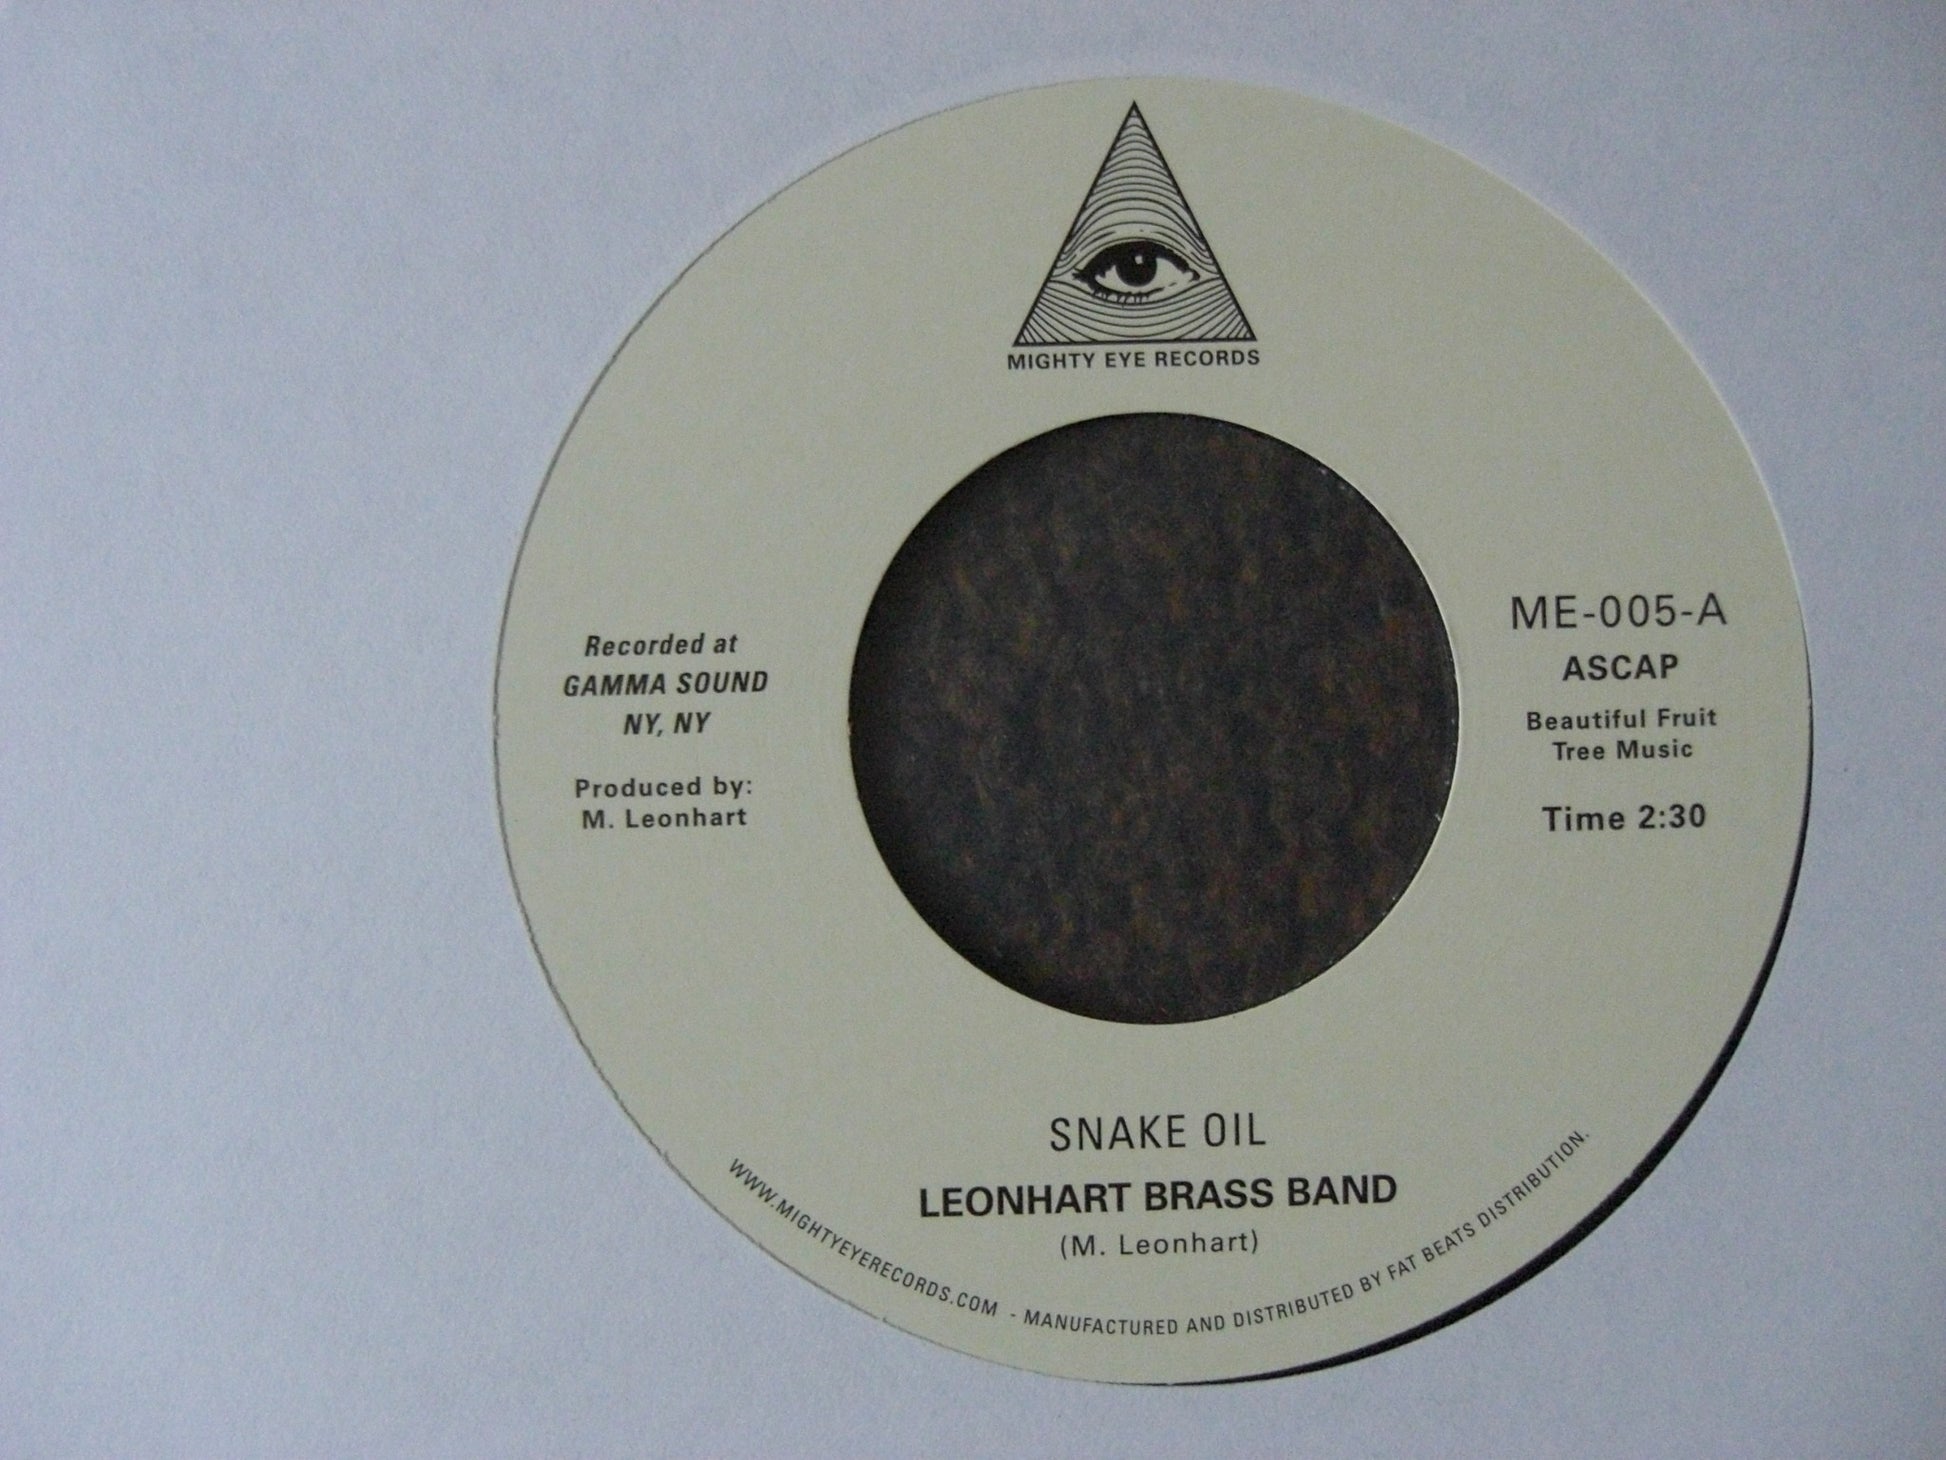 MIGHTY EYE RECORDS
Recorded at
GAMMA SOUND
NY, NY
Produced by:
M. Leonhart
ME-005-A
ASCAP
Beautiful Fruit
Tree Music
Time 2:30
SNAKE OIL
LEONHART BRASS BAND
(M. Leonhart)
WWW.MIGHTYEYERECORDS.COM - MANUFACTURED AND DISTRIBUTED BY FAT BEATS DISTRIBUTION.